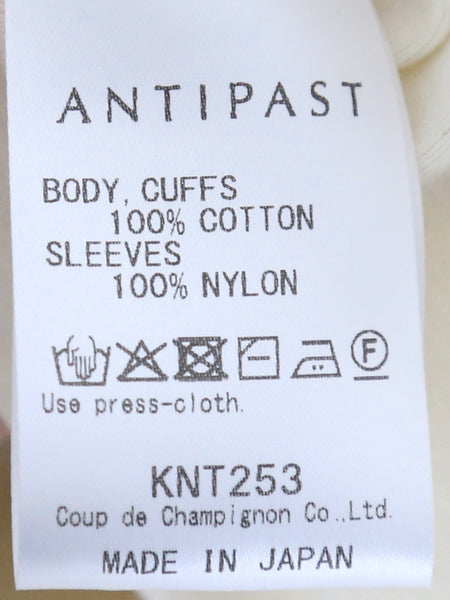 ANTIPAST
BODY, CUFFS
100% COTTON
SLEEVES
100% NYLON
F
Use press-cloth.
KNT253
Coup de Champignon Co.,Ltd.
MADE IN JAPAN